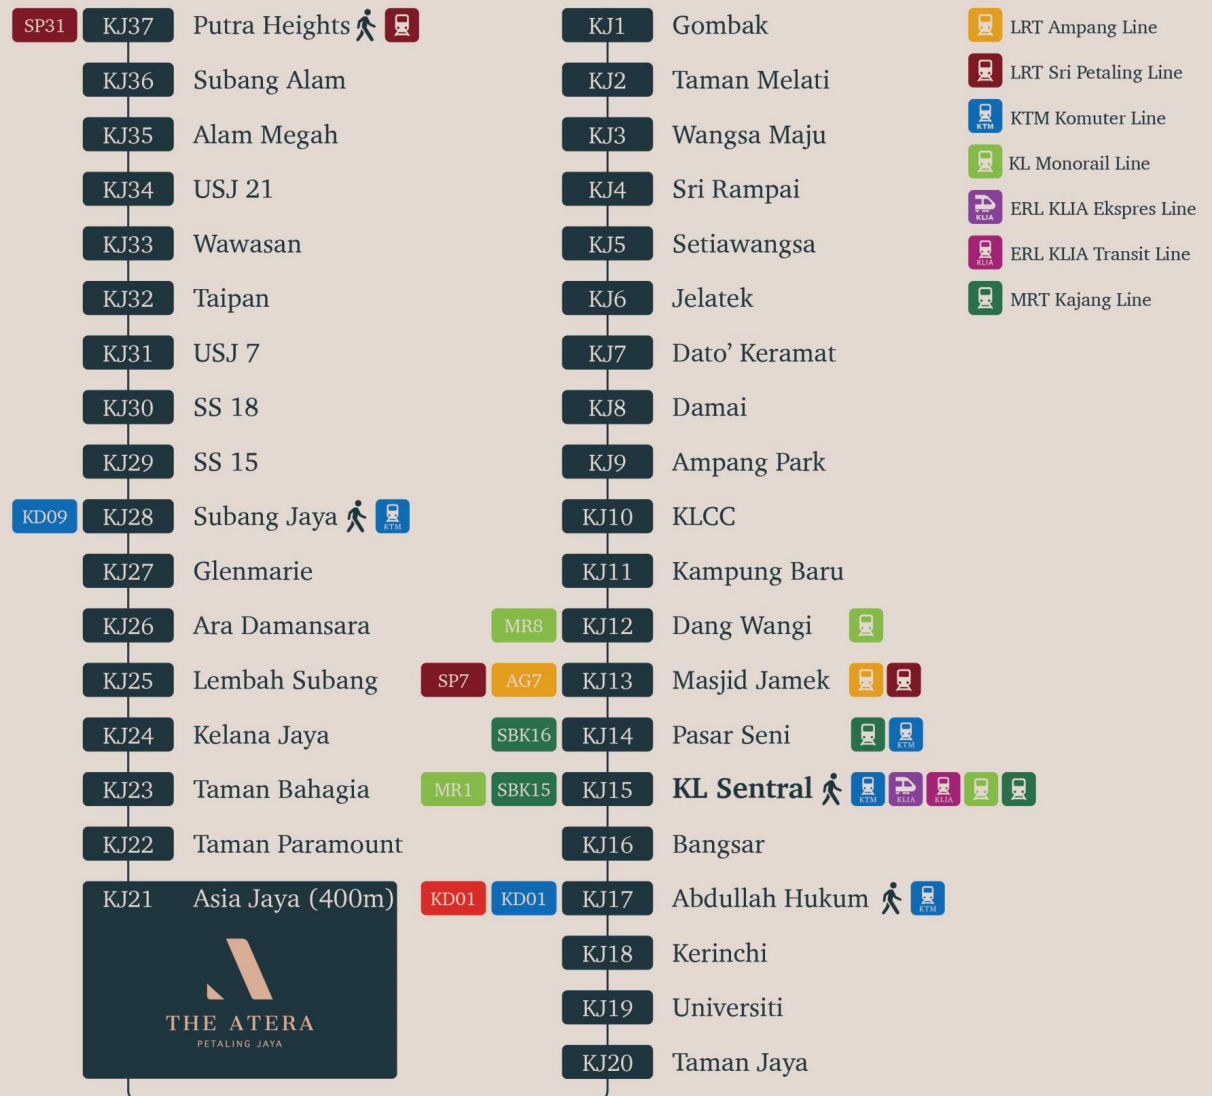 SP31 KJ37 Putra Heights
KJ36 Subang Alam
KJ35 Alam Megah
KJ34 USJ 21
KJ33 Wawasan
KJ32 Taipan
KJ31 USJ 7
KJ30 SS 18
KJ29 SS 15
KD09 KJ28 Subang Jaya KTM
KJ27 Glenmarie
KJ26 Ara Damansara
KJ25 Lembah Subang
KJ24 Kelana Jaya
KJ23 Taman Bahagia
KJ22 Taman Paramount
KJ21 Asia Jaya (400m)
THE ATERA
PETALING JAYA
KJ1 Gombak
KJ2 Taman Melati
KJ3 Wangsa Maju
KJ4 Sri Rampai
KJ5 Setiawangsa
KJ6 Jelatek
KJ7 Dato’ Keramat
KJ8 Damai
KJ9 Ampang Park
KJ10 KLCC
KJ11 Kampung Baru
MR8 KJ12 Dang Wangi
SP7 AG7 KJ13 Masjid Jamek
SBK16 KJ14 Pasar Seni KTM
MR1 SBK15 KJ15 KL Sentral KTM KLIA KLIA
KJ16 Bangsar
KD01 KD01 KJ17 Abdullah Hukum KTM
KJ18 Kerinchi
KJ19 Universiti
KJ20 Taman Jaya
LRT Ampang Line
LRT Sri Petaling Line
KTM KTM Komuter Line
KL Monorail Line
KLIA ERL KLIA Ekspres Line
KLIA ERL KLIA Transit Line
MRT Kajang Line